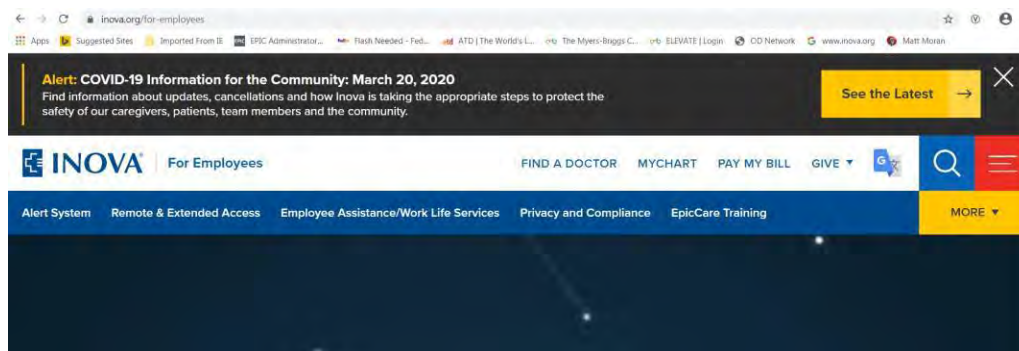 inova.org/for-employees
Apps Suggested Sites Imported From IE EPIC Administrator... Flash Needed - Fed... ATD | The World's L... The Myers-Briggs C... ELEVATE | Login OD Network www.inova.org Matt Moran
Alert: COVID-19 Information for the Community: March 20, 2020
Find information about updates, cancellations and how Inova is taking the appropriate steps to protect the
safety of our caregivers, patients, team members and the community.
See the Latest →
INOVA For Employees FIND A DOCTOR MYCHART PAY MY BILL GIVE ▼
Alert System Remote & Extended Access Employee Assistance/Work Life Services Privacy and Compliance EpicCare Training MORE ▼